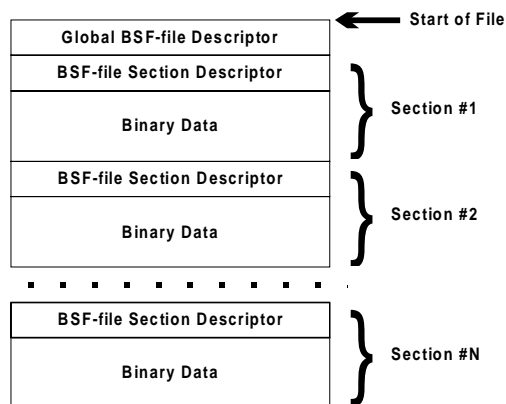 Start of File
Global BSF-file Descriptor
BSF-file Section Descriptor
Section #1
Binary Data
BSF-file Section Descriptor
Section #2
Binary Data
BSF-file Section Descriptor
Section #N
Binary Data